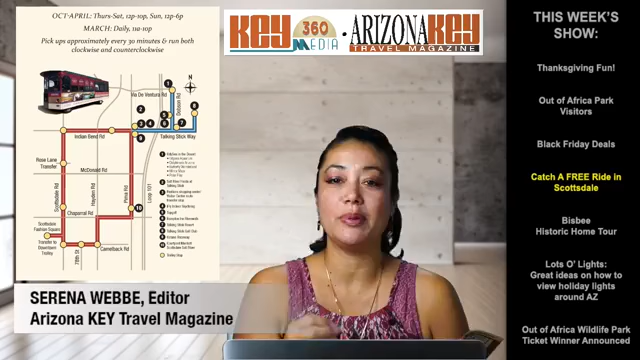 OCT-APRIL: Thurs-Sat, 12p-10p, Sun, 12p-6p
MARCH: Daily, 11a-10p
Pick ups approximately every 30 minutes & run both
clockwise and counterclockwise
Via De Ventura Rd
Dobson Rd
Indian Bend Rd
Talking Stick Way
Rose Lane
Transfer
McDonald Rd
Scottsdale Rd
Hayden Rd
Pima Rd
Loop 101
Chaparral Rd
Scottsdale
Fashion Square
Transfer to
Downtown
Trolley
78th St
Camelback Rd
KEY 360 MEDIA
ARIZONA KEY
TRAVEL MAGAZINE
SERENA WEBBE, Editor
Arizona KEY Travel Magazine
THIS WEEK'S
SHOW:
Thanksgiving Fun!
Out of Africa Park
Visitors
Black Friday Deals
Catch A FREE Ride in
Scottsdale
Bisbee
Historic Home Tour
Lots O' Lights:
Great ideas on how to
view holiday lights
around AZ
Out of Africa Wildlife Park
Ticket Winner Announced